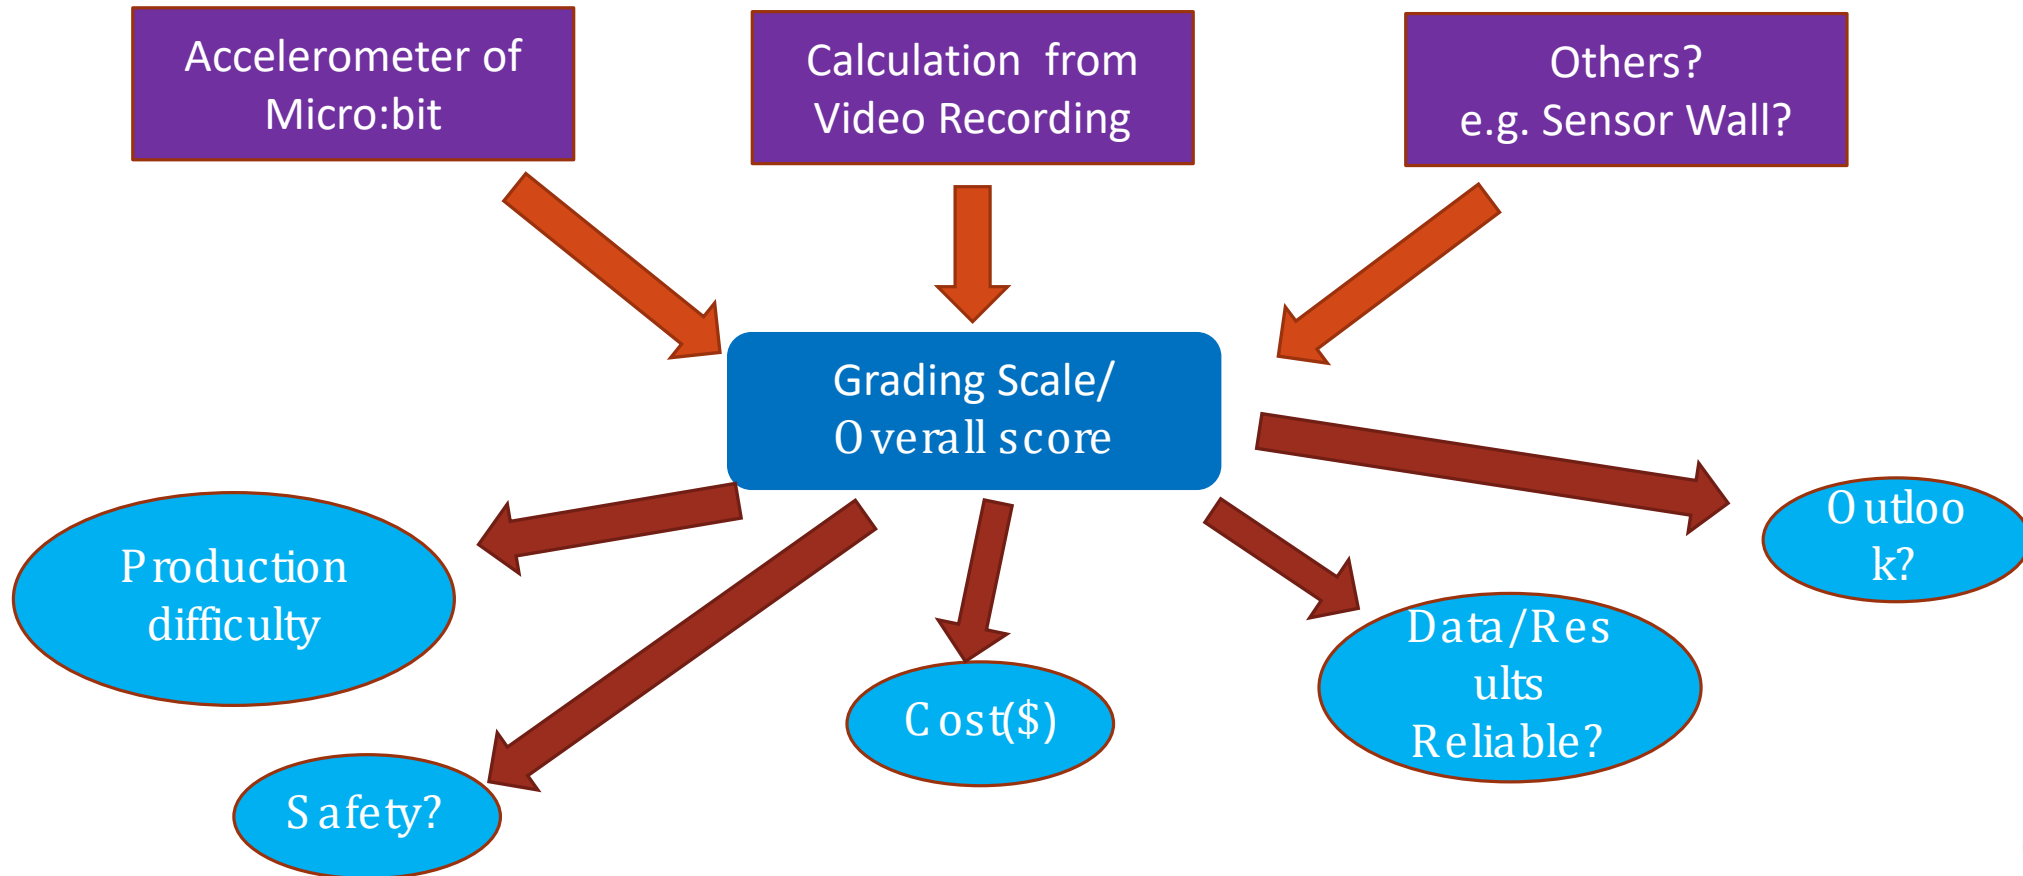 Accelerometer of
Micro:bit
Calculation from
Video Recording
Others?
e.g. Sensor Wall?
Grading Scale/
Overall score
Production
difficulty
Safety?
Cost($)
Data/Res
ults
Reliable?
Outloo
k?